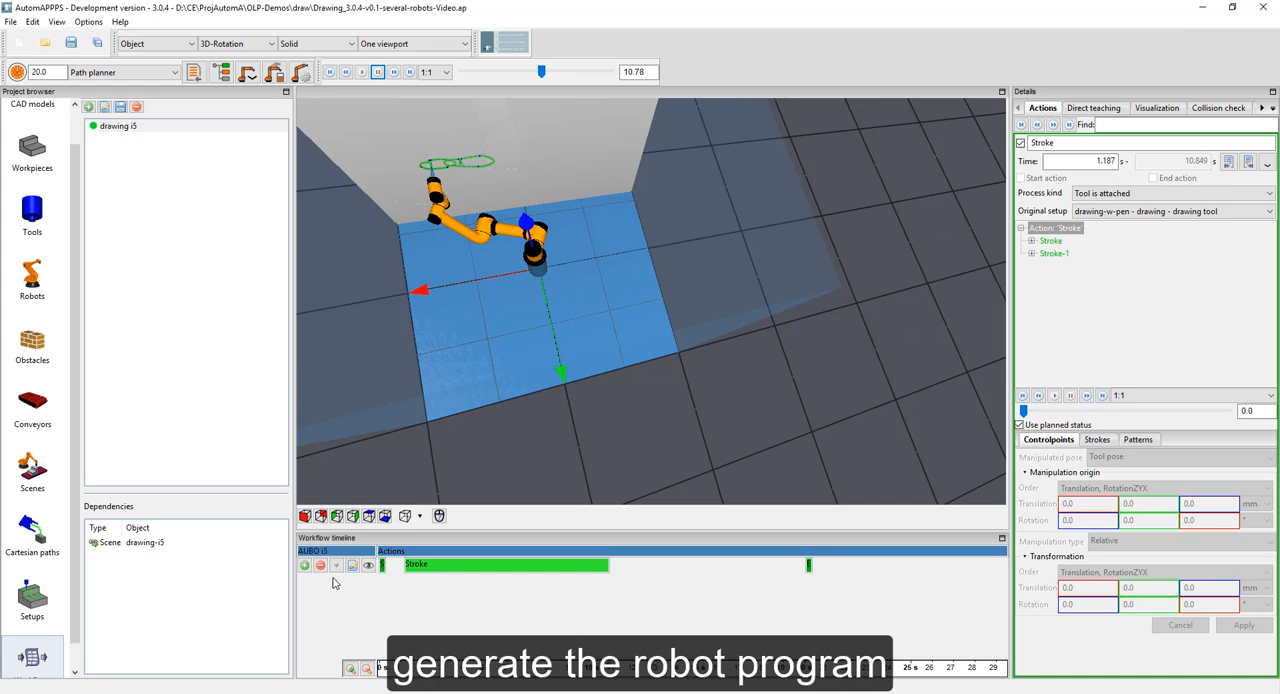 AutomAPPPS - Development version - 3.0.4 - D:\CE\ProjAutomA\OLP-Demos\draw\Drawing_3.0.4-v0.1-several-robots-Video.ap
File Edit View Options Help
Object 3D-Rotation Solid One viewport
20.0 Path planner 1:1 10.78
Project browser
CAD models
Workpieces
Tools
Robots
Obstacles
Conveyors
Scenes
Cartesian paths
Setups
drawing i5
Dependencies
Type Object
Scene drawing-i5
Workflow timeline
AUBO i5 Actions
S Stroke E
25 s 26 27 28 29
generate the robot program
Details
Actions Direct teaching Visualization Collision check
Find:
Stroke
Time: 1.187 s - 10.849 s
Start action End action
Process kind Tool is attached
Original setup drawing-w-pen - drawing - drawing tool
Action: 'Stroke'
Stroke
Stroke-1
1:1
0.0
Use planned status
Controlpoints Strokes Patterns
Manipulated pose Tool pose
Manipulation origin
Order Translation, RotationZYX
Translation 0.0 0.0 0.0 mm
Rotation 0.0 0.0 0.0 °
Manipulation type Relative
Transformation
Order Translation, RotationZYX
Translation 0.0 0.0 0.0 mm
Rotation 0.0 0.0 0.0 °
Cancel Apply